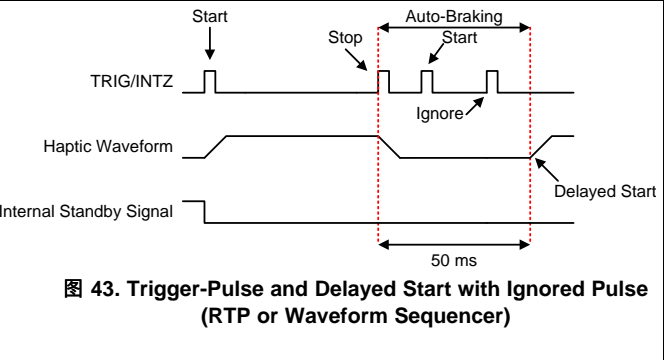 Start
Auto-Braking
Stop
Start
TRIG/INTZ
Ignore
Haptic Waveform
Delayed Start
Internal Standby Signal
50 ms
图 43. Trigger-Pulse and Delayed Start with Ignored Pulse
(RTP or Waveform Sequencer)